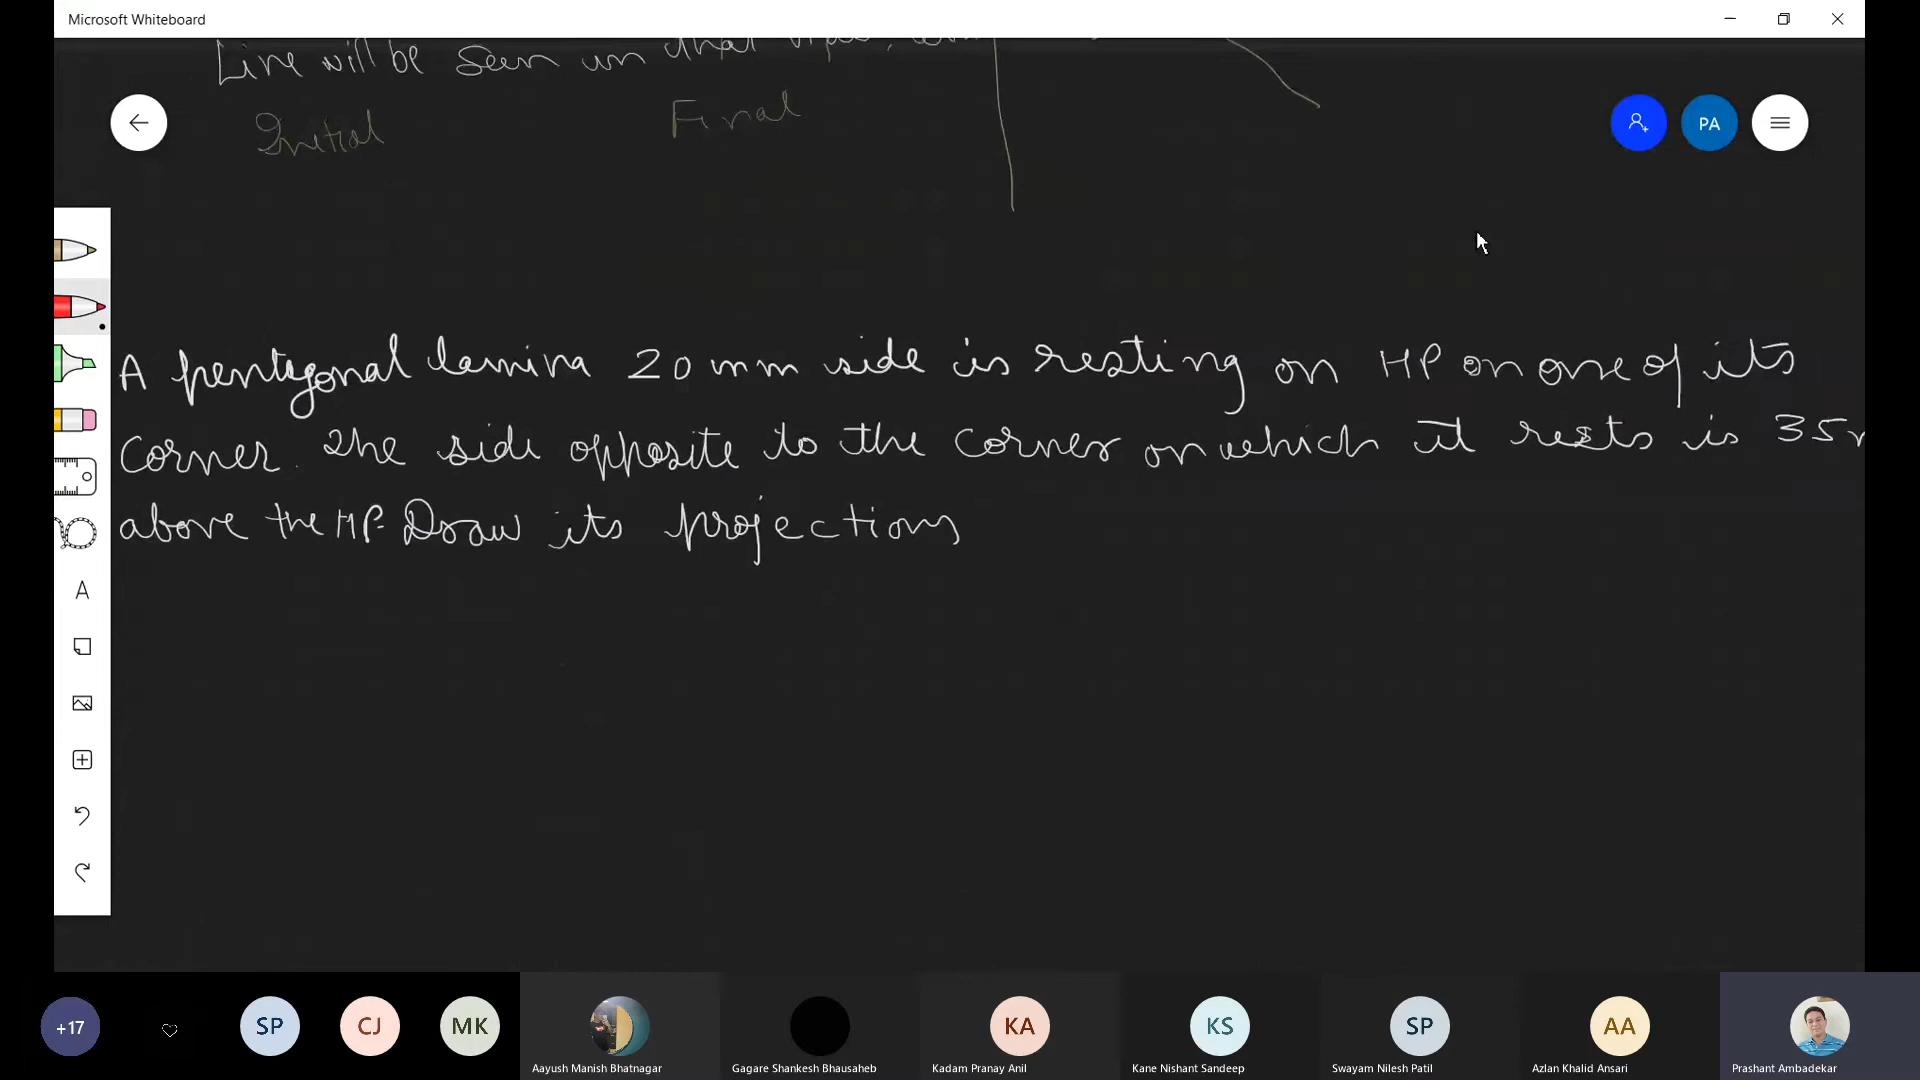 Microsoft Whiteboard
Line will be seen in that
Initial
Final
PA
A pentagonal lamina 20 mm side is resting on HP on one of its
corner. The side opposite to the corner on which it rests is 35
above the HP. Draw its projections
A
+17
SP
CJ
MK
KA
KS
SP
AA
Aayush Manish Bhatnagar
Gagare Shankesh Bhausaheb
Kadam Pranay Anil
Kane Nishant Sandeep
Swayam Nilesh Patil
Azlan Khalid Ansari
Prashant Ambadekar